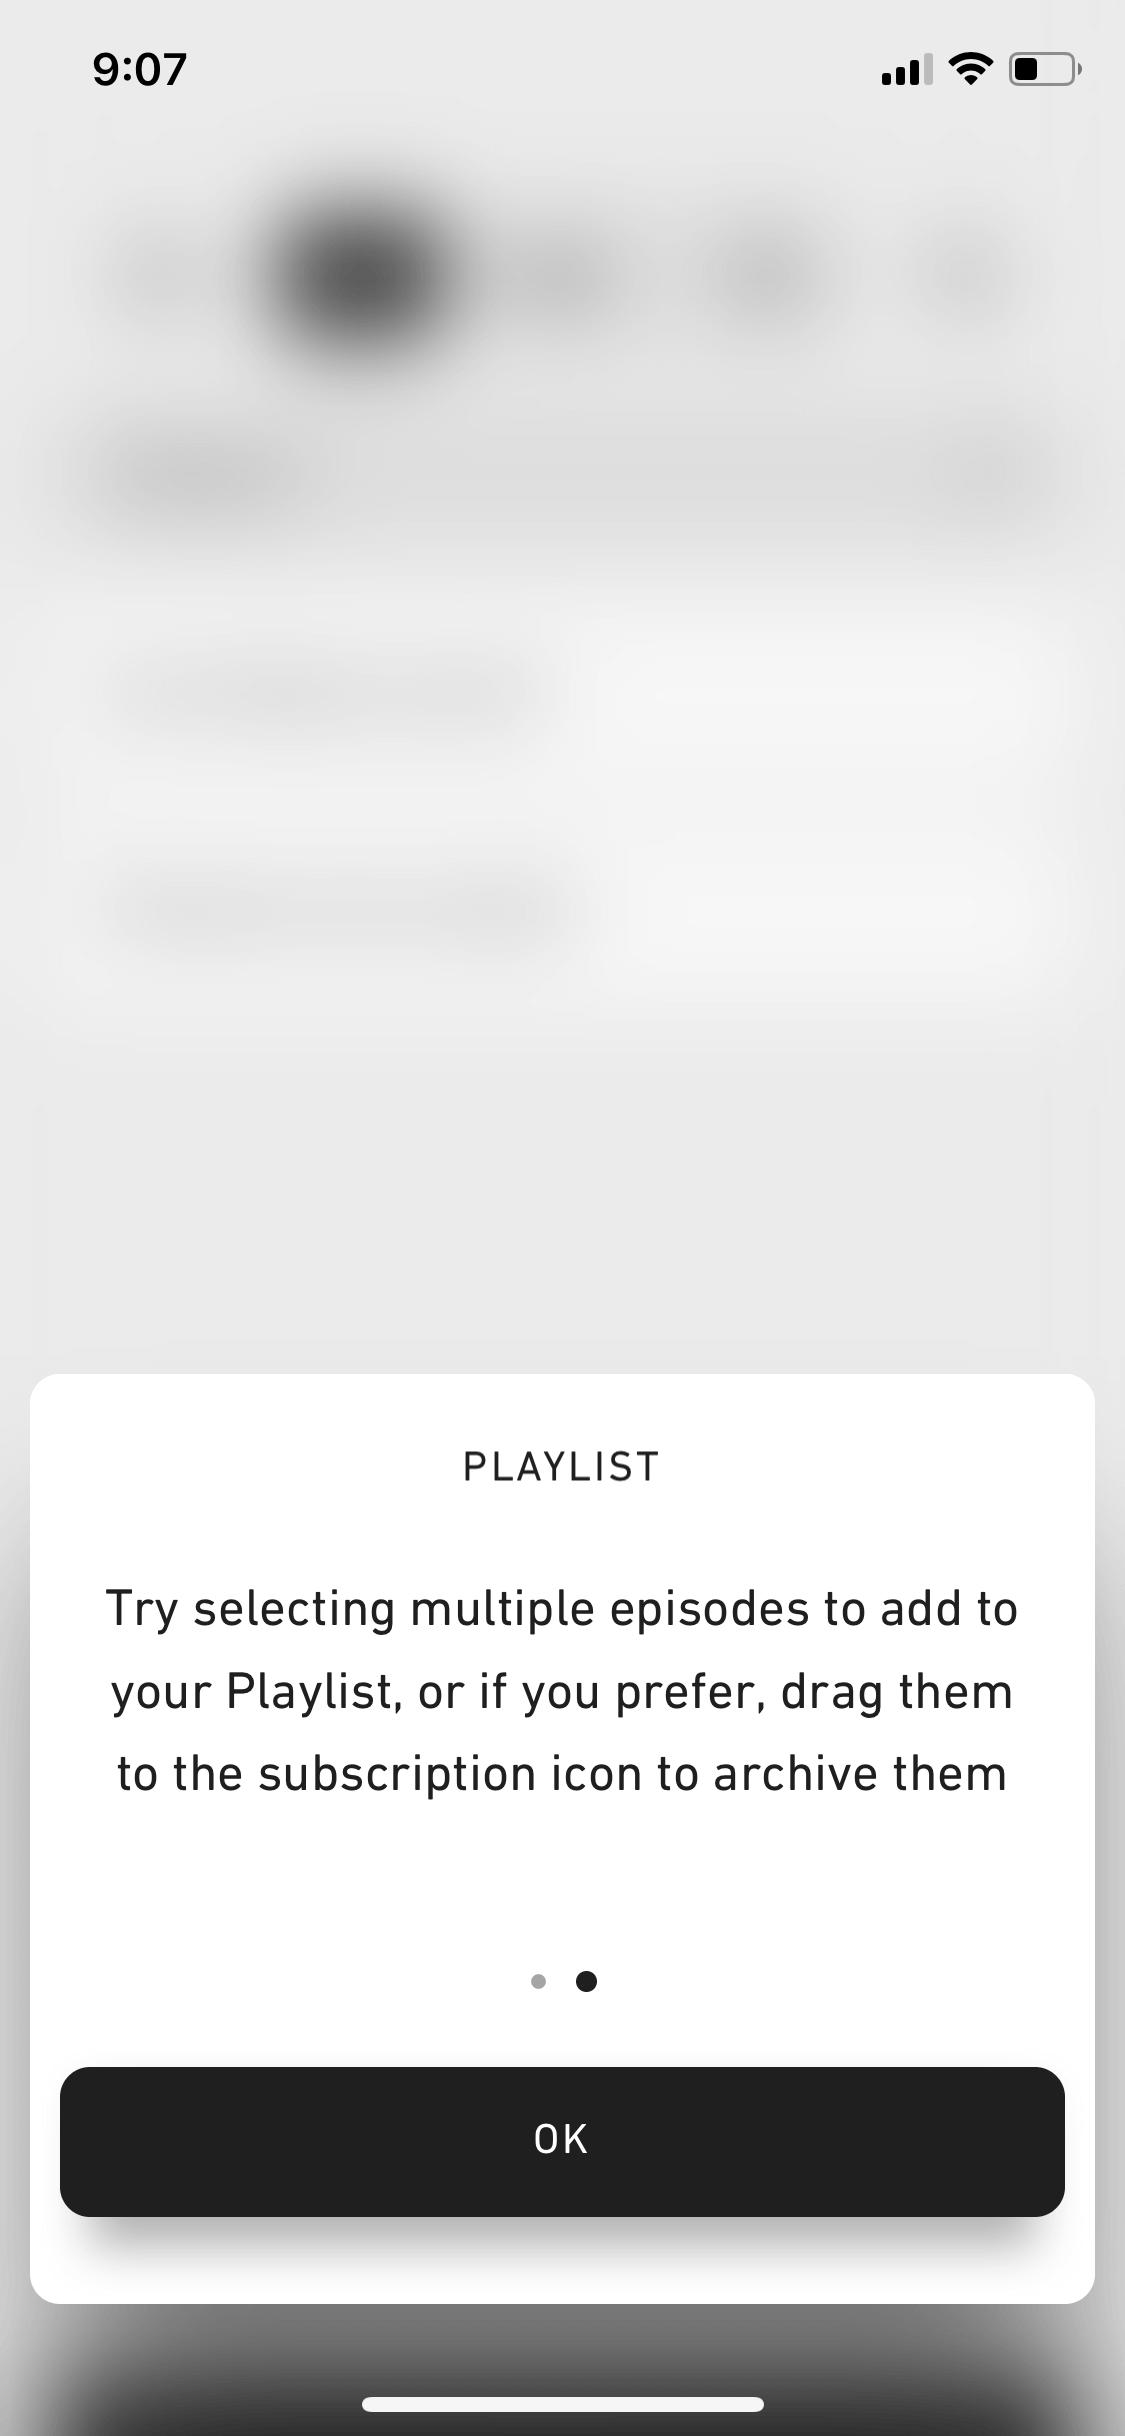 9:07
PLAYLIST
Try selecting multiple episodes to add to
your Playlist, or if you prefer, drag them
to the subscription icon to archive them
OK